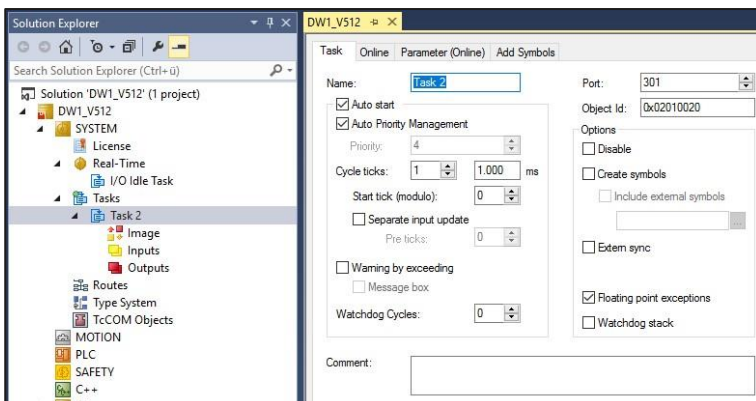 Solution Explorer
Search Solution Explorer (Ctrl+ü)
Solution 'DW1_V512' (1 project)
DW1_V512
SYSTEM
License
Real-Time
I/O Idle Task
Tasks
Task 2
Image
Inputs
Outputs
Routes
Type System
TcCOM Objects
MOTION
PLC
SAFETY
C++
DW1_V512
Task Online Parameter (Online) Add Symbols
Name: Task 2
Auto start
Auto Priority Management
Priority: 4
Cycle ticks: 1 1.000 ms
Start tick (modulo): 0
Separate input update
Pre ticks: 0
Warning by exceeding
Message box
Watchdog Cycles: 0
Comment:
Port: 301
Object Id: 0x02010020
Options
Disable
Create symbols
Include external symbols
...
Extern sync
Floating point exceptions
Watchdog stack